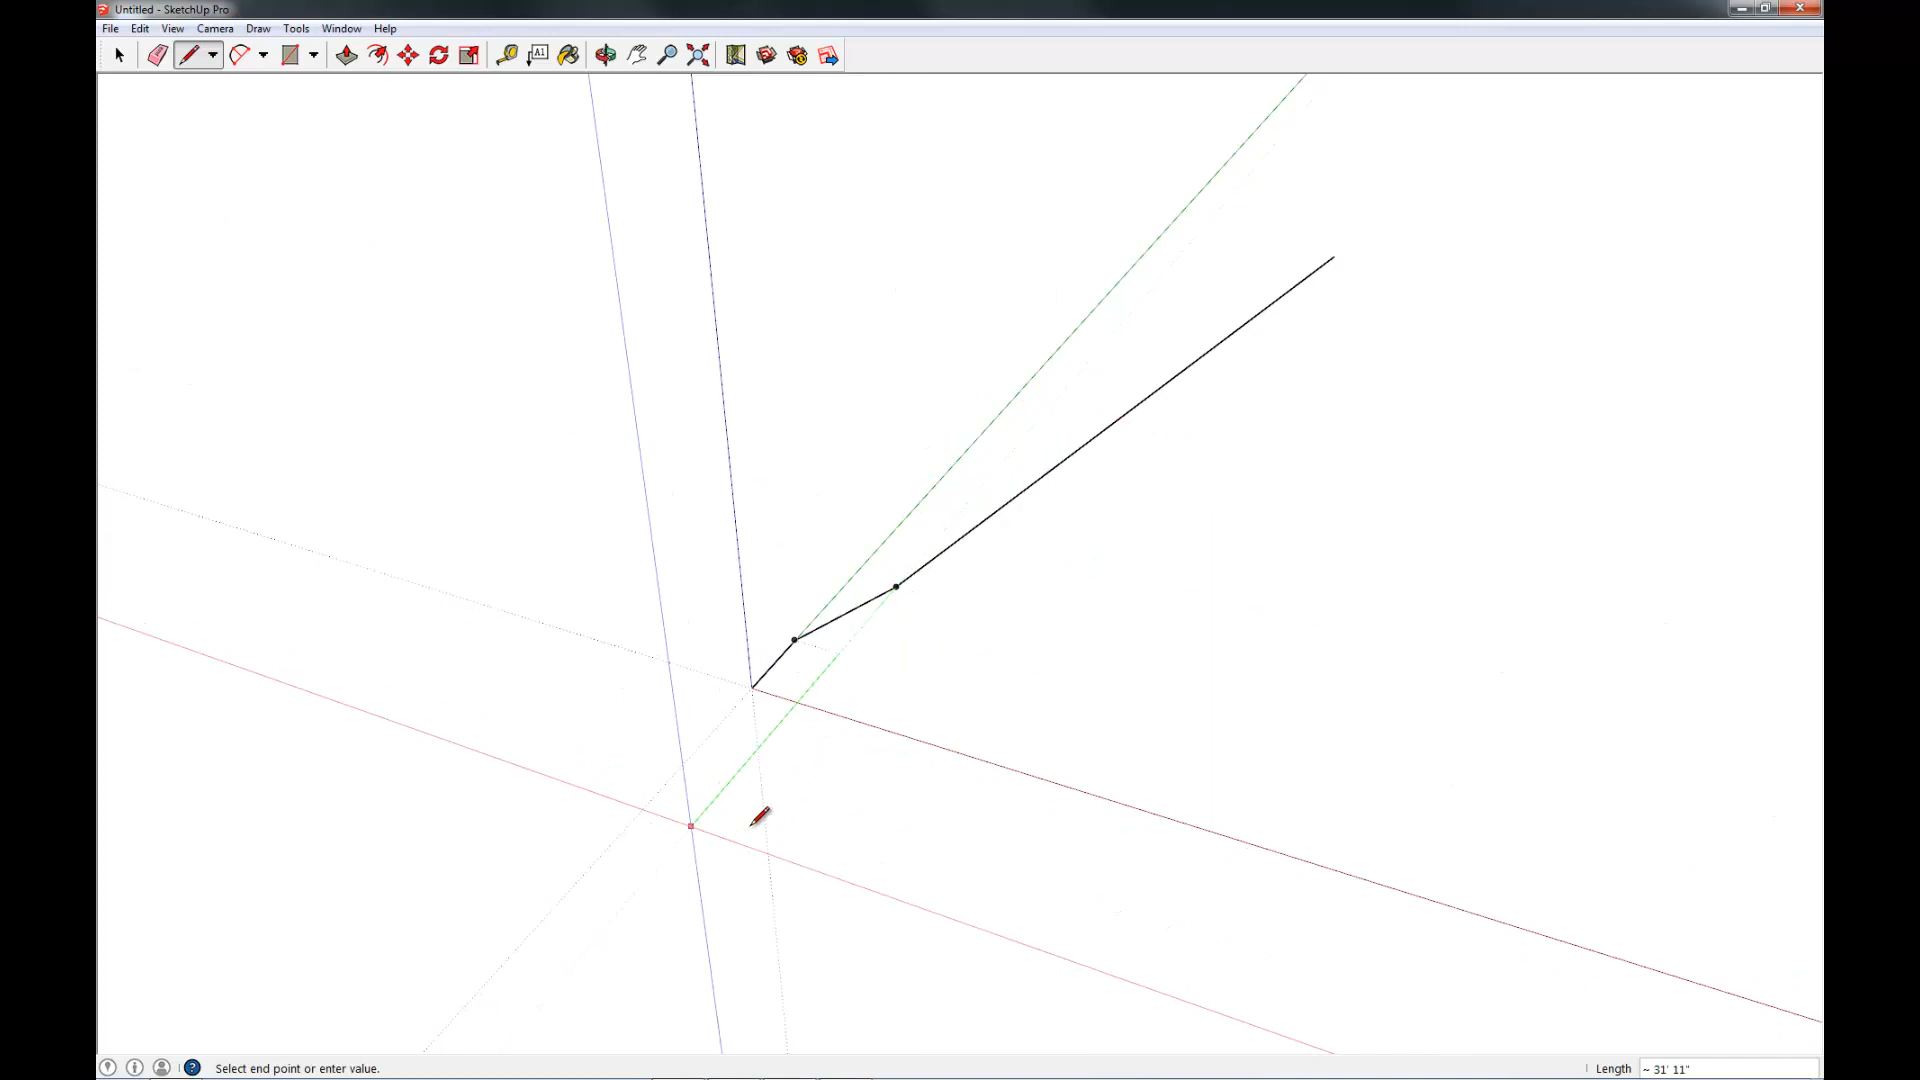 Untitled - SketchUp Pro
File Edit View Camera Draw Tools Window Help
A1
Select end point or enter value.
Length ~ 31' 11"